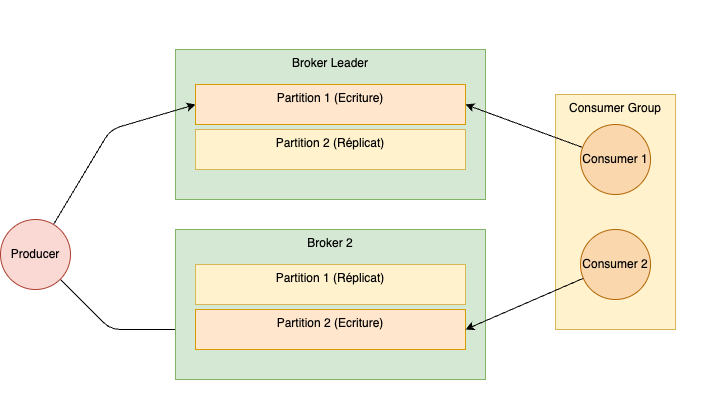 Broker Leader
Partition 1 (Ecriture)
Partition 2 (Réplicat)
Consumer Group
Consumer 1
Producer
Broker 2
Partition 1 (Réplicat)
Partition 2 (Ecriture)
Consumer 2